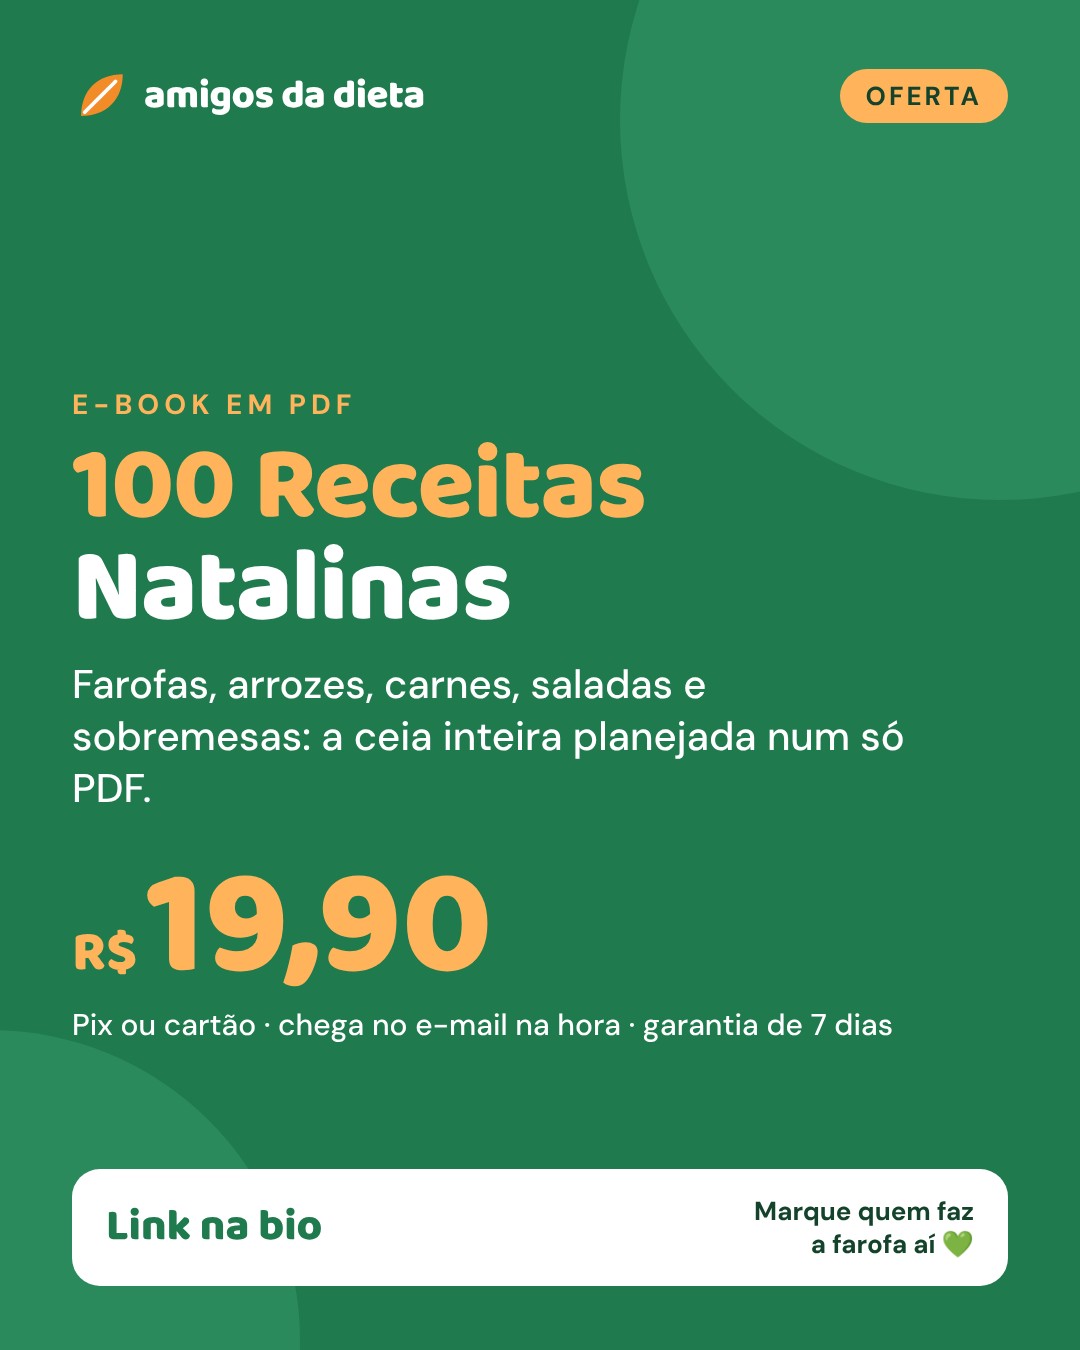 amigos da dieta
OFERTA
E-BOOK EM PDF
100 Receitas
Natalinas
Farofas, arrozes, carnes, saladas e
sobremesas: a ceia inteira planejada num só
PDF.
R$ 19,90
Pix ou cartão · chega no e-mail na hora · garantia de 7 dias
Link na bio
Marque quem faz
a farofa aí 💚